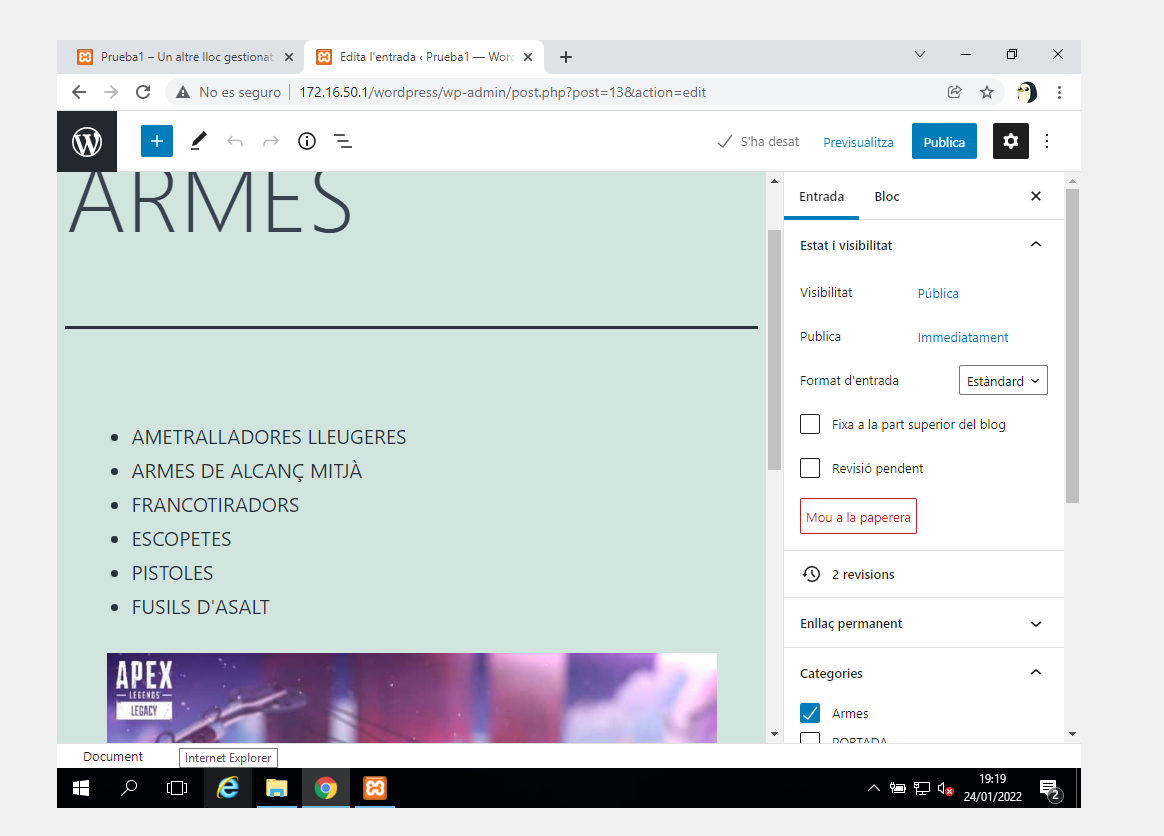 Prueba1 – Un altre lloc gestionat
Edita l'entrada ‹ Prueba1 — Word
No es seguro
172.16.50.1/wordpress/wp-admin/post.php?post=13&action=edit
S'ha desat
Previsualitza
Publica
ARMES
AMETRALLADORES LLEUGERES
ARMES DE ALCANÇ MITJÀ
FRANCOTIRADORS
ESCOPETES
PISTOLES
FUSILS D'ASALT
APEX
LEGENDS
LEGACY
Entrada Bloc
Estat i visibilitat
Visibilitat Pública
Publica Immediatament
Format d'entrada Estàndard
Fixa a la part superior del blog
Revisió pendent
Mou a la paperera
2 revisions
Enllaç permanent
Categories
Armes
PORTADA
Document
Internet Explorer
19:19
24/01/2022
2